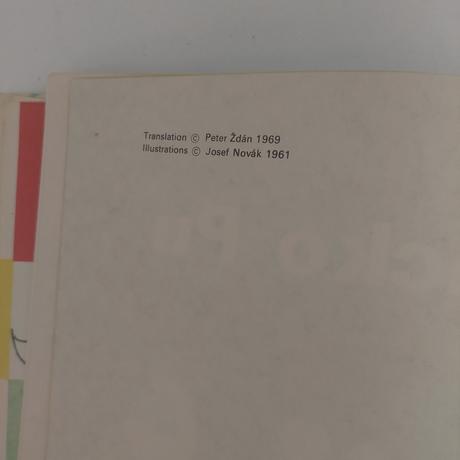 Translation © Peter Ždán 1969
Illustrations © Josef Novák 1961